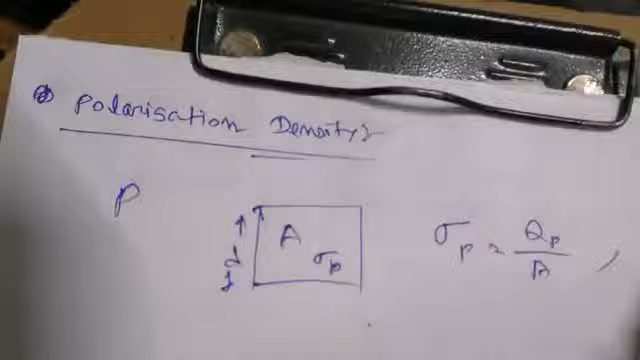 Polarisation Density:
P
A
d
σp
σp = Qp/A,